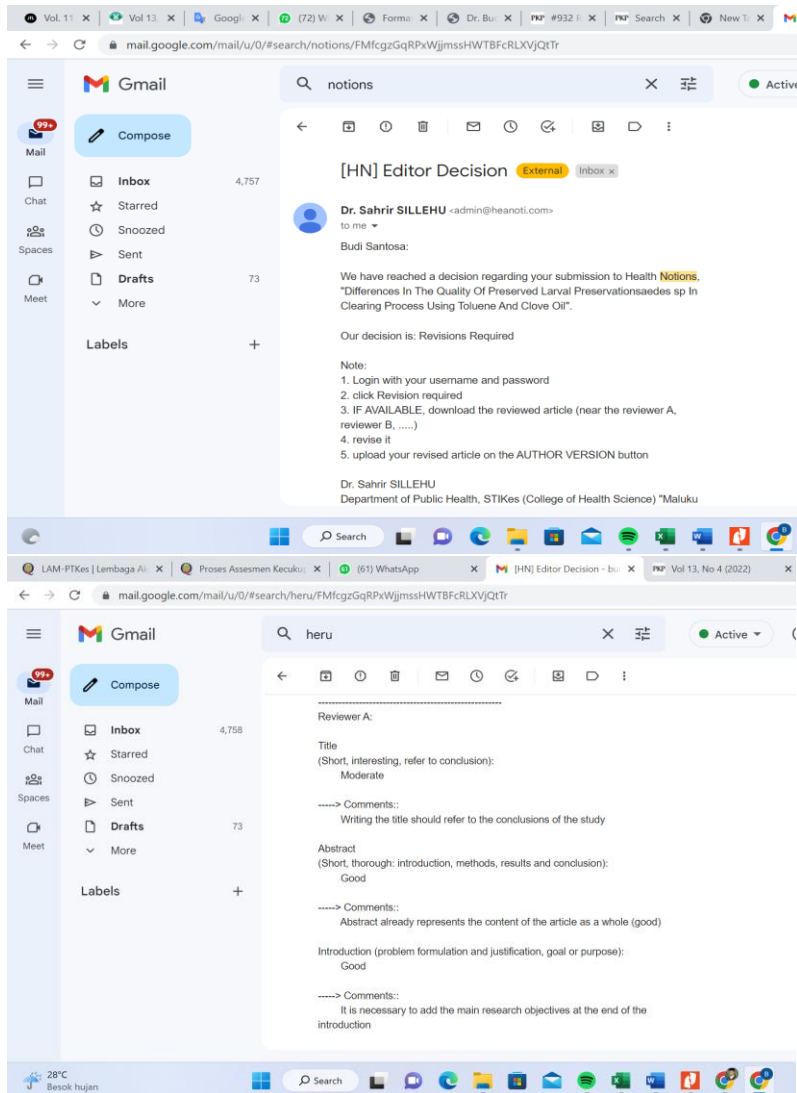 Vol. 11
Vol 13,
Googl
(72) W
Forma
Dr. Bu
#932 F
Search
New T
mail.google.com/mail/u/0/#search/notions/FMfcgzGqRPxWjjmssHWTBFcRLXVjQtTr
Gmail
notions
Active
99+
Mail
Compose
Chat
Spaces
Meet
Inbox 4,757
Starred
Snoozed
Sent
Drafts 73
More
Labels +
[HN] Editor Decision External Inbox x
Dr. Sahrir SILLEHU <admin@heanoti.com>
to me
Budi Santosa:
We have reached a decision regarding your submission to Health Notions,
"Differences In The Quality Of Preserved Larval Preservationsaedes sp In
Clearing Process Using Toluene And Clove Oil".
Our decision is: Revisions Required
Note:
1. Login with your username and password
2. click Revision required
3. IF AVAILABLE, download the reviewed article (near the reviewer A,
reviewer B, .....)
4. revise it
5. upload your revised article on the AUTHOR VERSION button
Dr. Sahrir SILLEHU
Department of Public Health, STIKes (College of Health Science) "Maluku
Search
LAM-PTKes | Lembaga Ak
Proses Assesmen Kecuku
(61) WhatsApp
[HN] Editor Decision - bu
Vol 13, No 4 (2022)
mail.google.com/mail/u/0/#search/heru/FMfcgzGqRPxWjjmssHWTBFcRLXVjQtTr
Gmail
heru
Active
99+
Mail
Compose
Chat
Spaces
Meet
Inbox 4,758
Starred
Snoozed
Sent
Drafts 73
More
Labels +
------------------------------------------------------
Reviewer A:
Title
(Short, interesting, refer to conclusion):
Moderate
-----> Comments::
Writing the title should refer to the conclusions of the study
Abstract
(Short, thorough: introduction, methods, results and conclusion):
Good
-----> Comments::
Abstract already represents the content of the article as a whole (good)
Introduction (problem formulation and justification, goal or purpose):
Good
-----> Comments::
It is necessary to add the main research objectives at the end of the
introduction
28°C
Besok hujan
Search